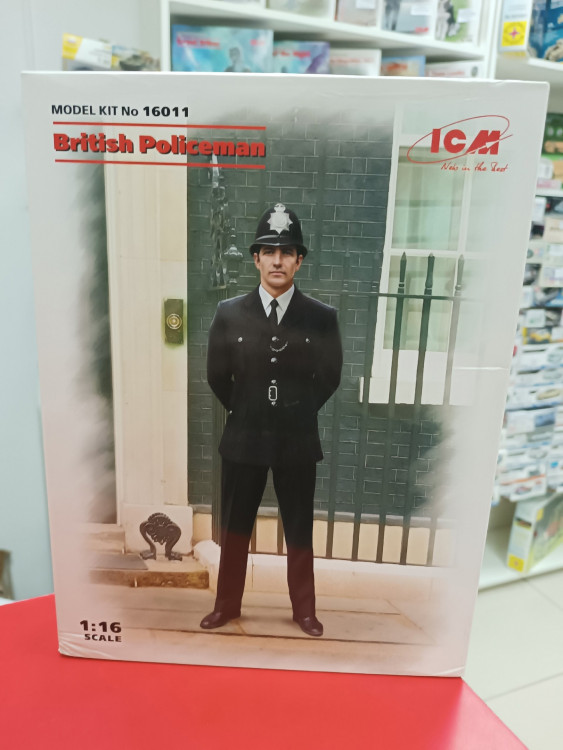 MODEL KIT No 16011
British Policeman
ICM
New in the Best
1:16
SCALE